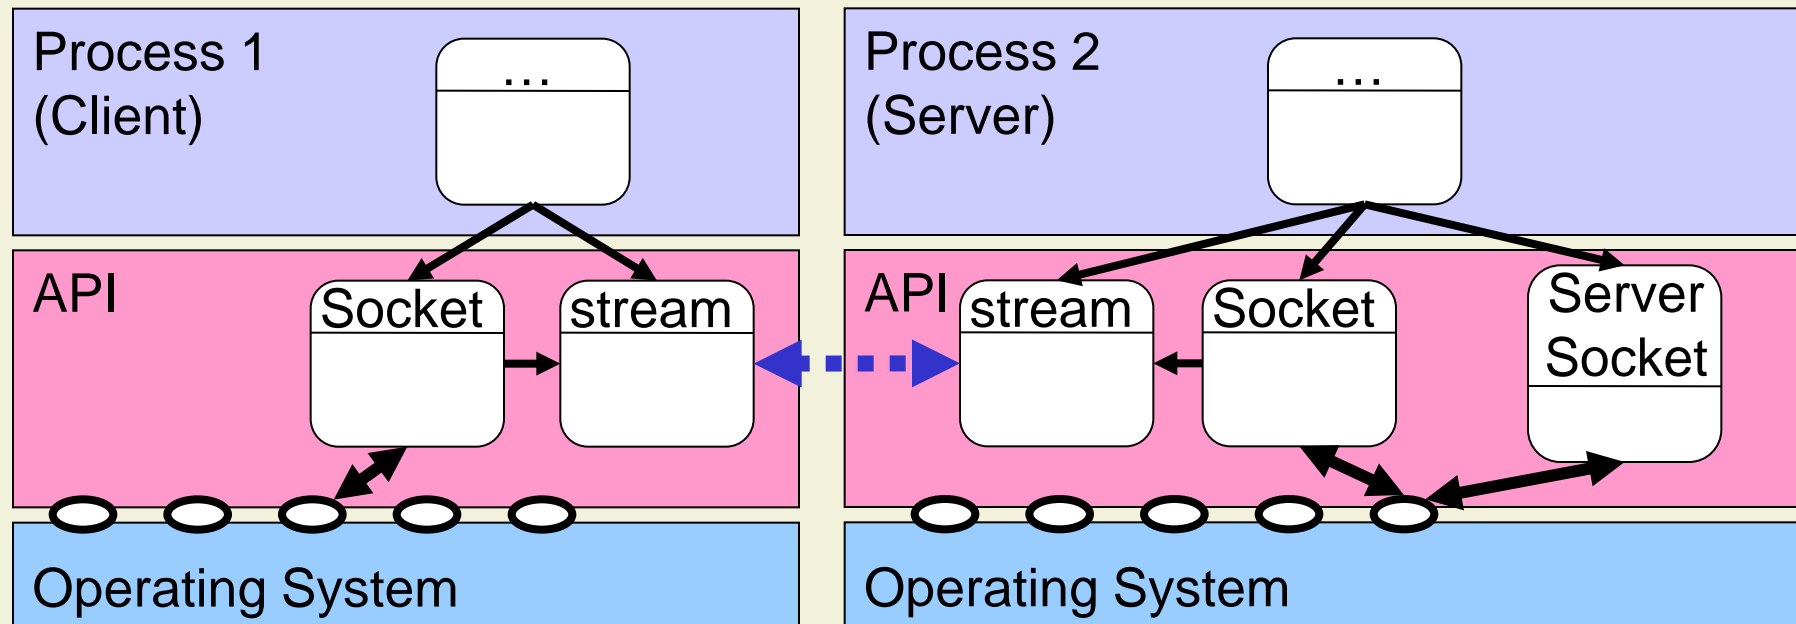 Process 1
(Client)
…
Process 2
(Server)
…
API
Socket
stream
API
stream
Socket
Server
Socket
Operating System
Operating System